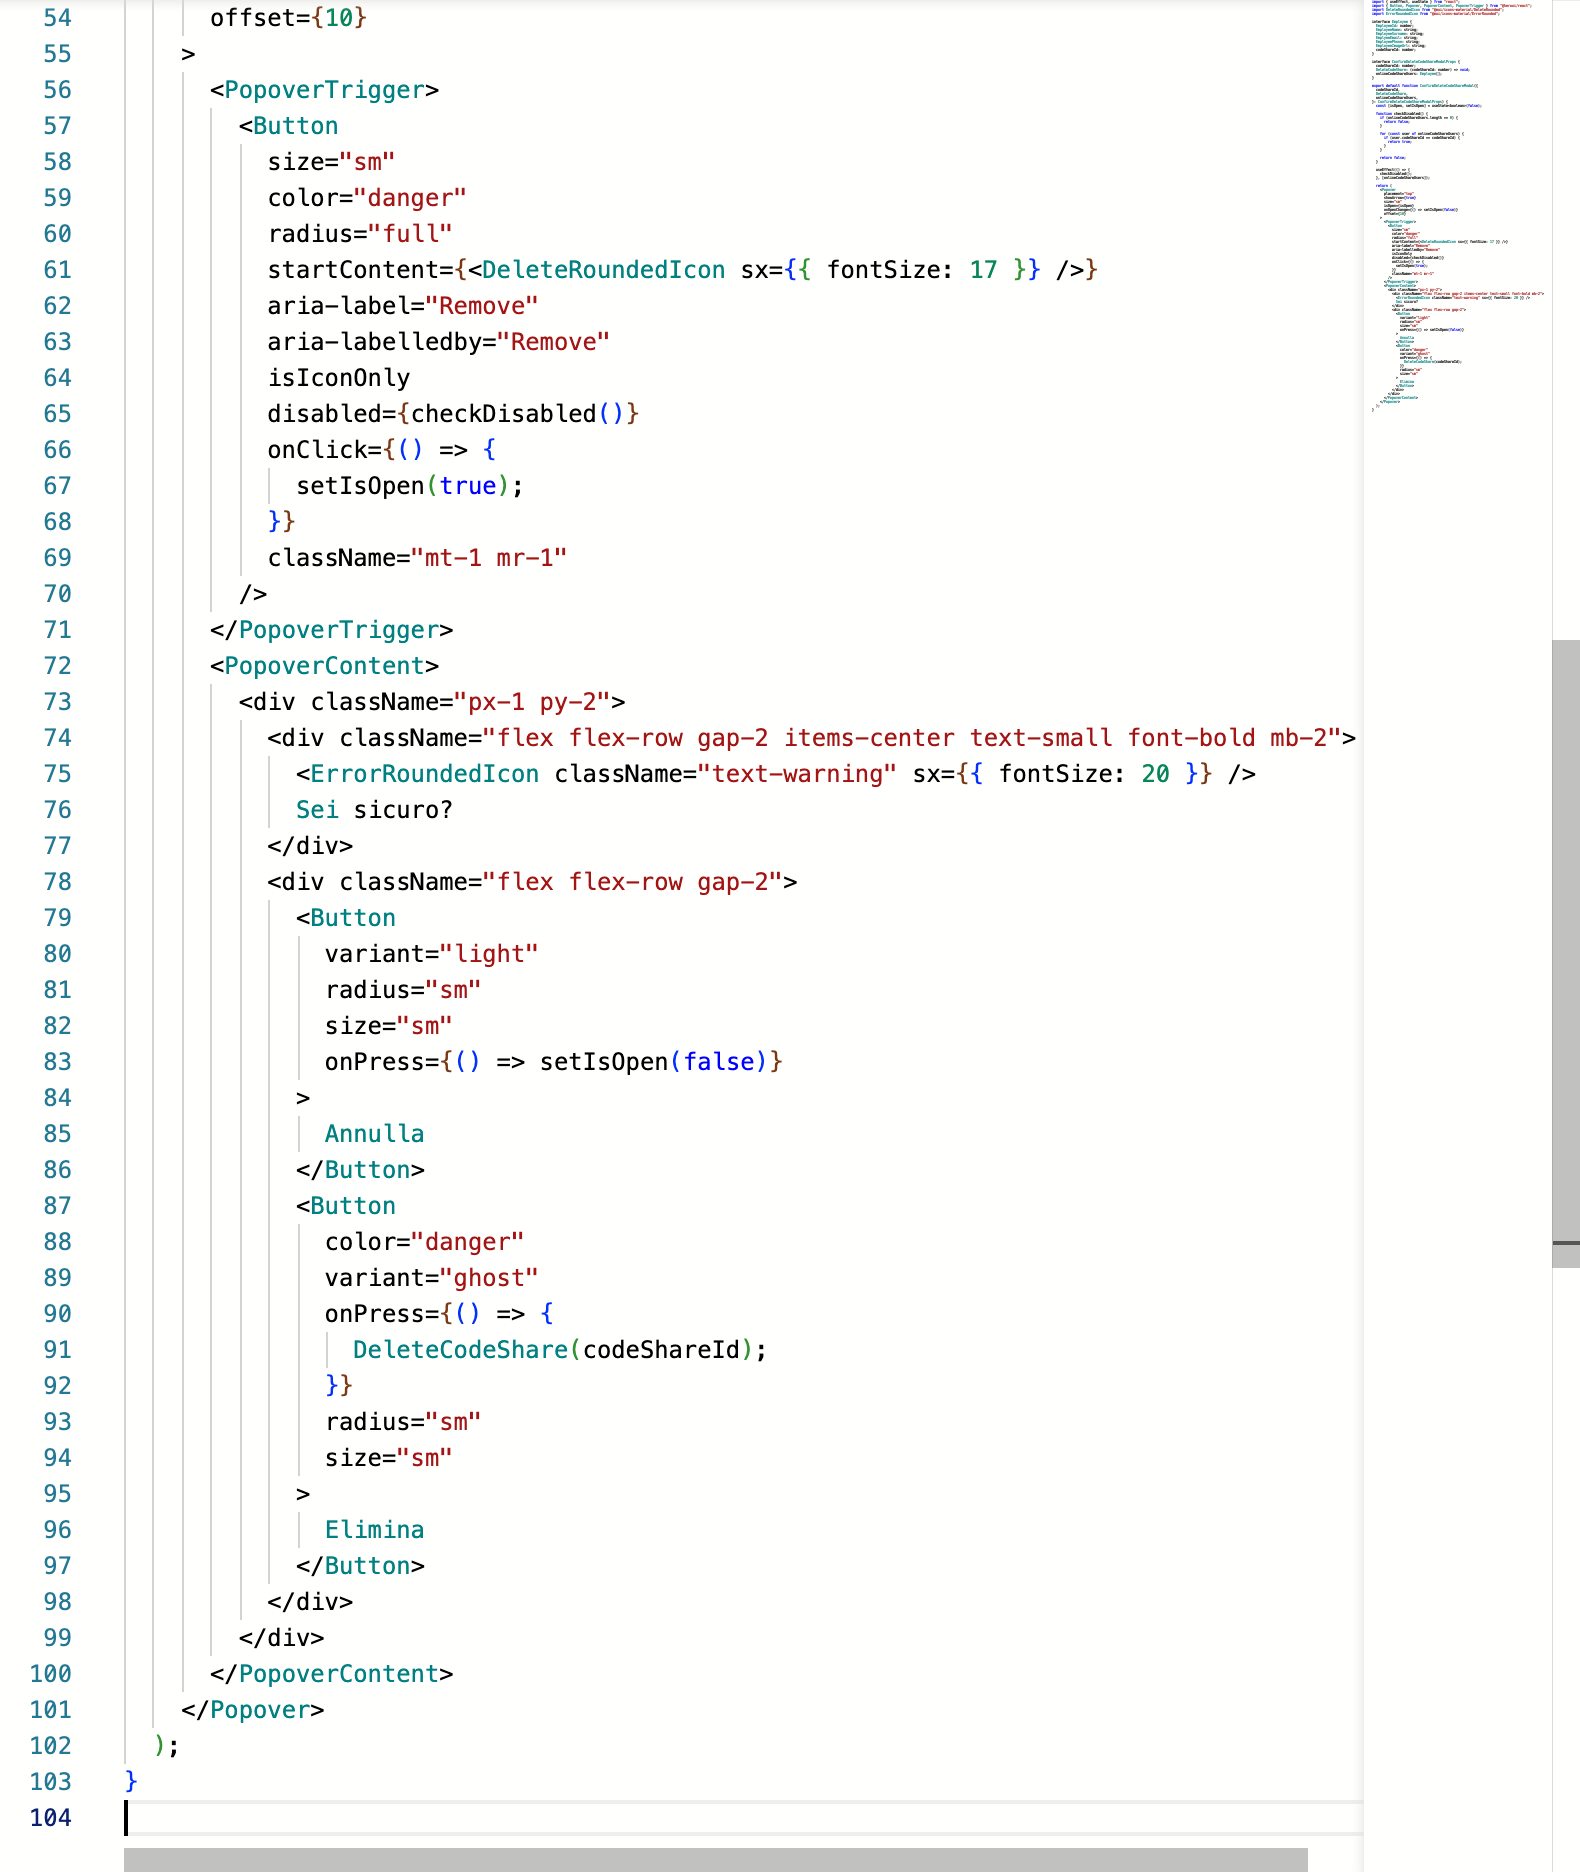 54 offset={10}
55 >
56 <PopoverTrigger>
57 <Button
58 size="sm"
59 color="danger"
60 radius="full"
61 startContent={<DeleteRoundedIcon sx={{ fontSize: 17 }} />}
62 aria-label="Remove"
63 aria-labelledby="Remove"
64 isIconOnly
65 disabled={checkDisabled()}
66 onClick={() => {
67 setIsOpen(true);
68 }}
69 className="mt-1 mr-1"
70 />
71 </PopoverTrigger>
72 <PopoverContent>
73 <div className="px-1 py-2">
74 <div className="flex flex-row gap-2 items-center text-small font-bold mb-2">
75 <ErrorRoundedIcon className="text-warning" sx={{ fontSize: 20 }} />
76 Sei sicuro?
77 </div>
78 <div className="flex flex-row gap-2">
79 <Button
80 variant="light"
81 radius="sm"
82 size="sm"
83 onPress={() => setIsOpen(false)}
84 >
85 Annulla
86 </Button>
87 <Button
88 color="danger"
89 variant="ghost"
90 onPress={() => {
91 DeleteCodeShare(codeShareId);
92 }}
93 radius="sm"
94 size="sm"
95 >
96 Elimina
97 </Button>
98 </div>
99 </div>
100 </PopoverContent>
101 </Popover>
102 );
103 }
104